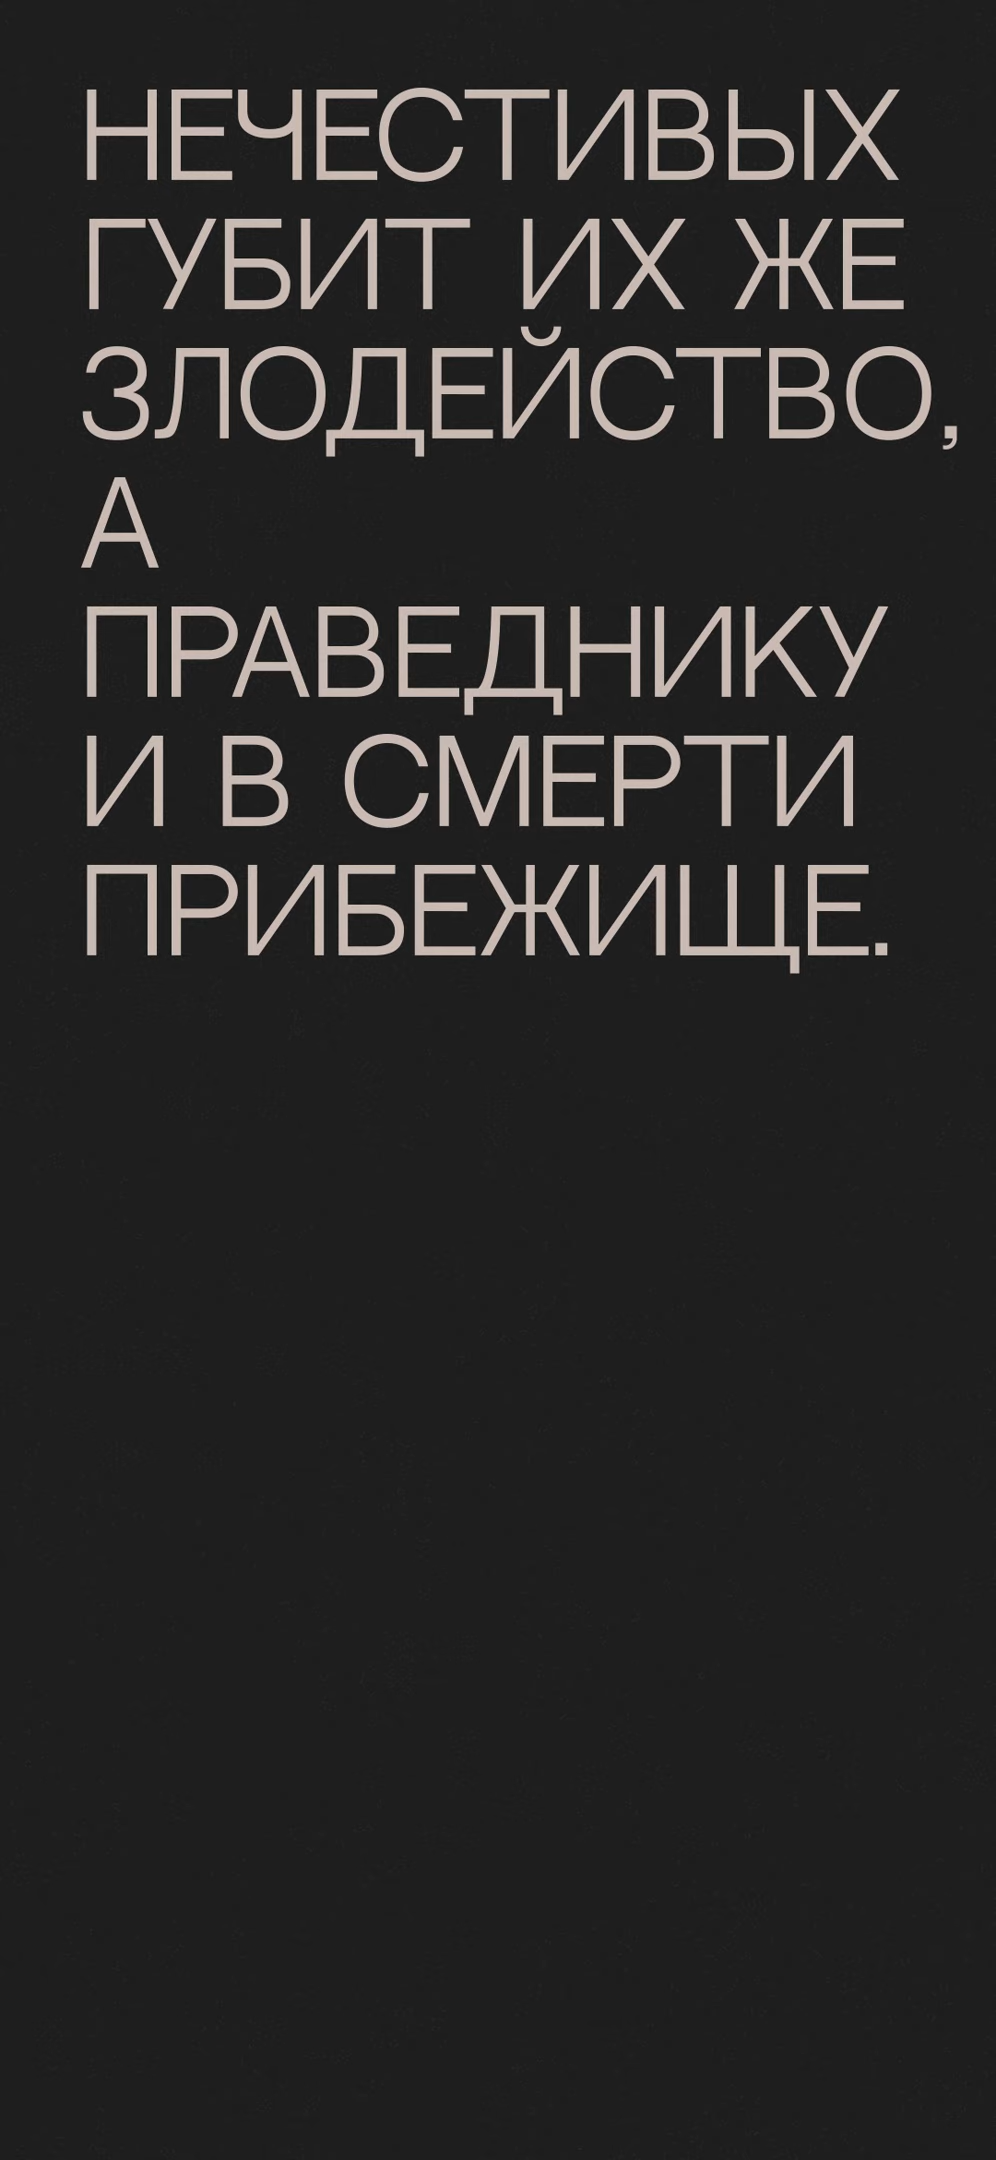 НЕЧЕСТИВЫХ
ГУБИТ ИХ ЖЕ
ЗЛОДЕЙСТВО,
А
ПРАВЕДНИКУ
И В СМЕРТИ
ПРИБЕЖИЩЕ.